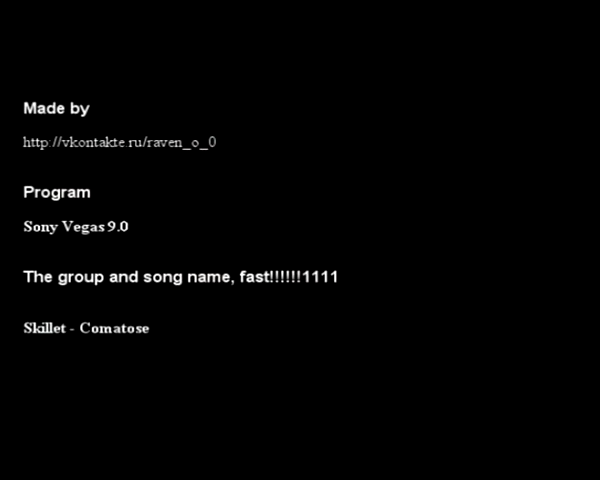 Made by
http://vkontakte.ru/raven_o_0
Program
Sony Vegas 9.0
The group and song name, fast!!!!!!1111
Skillet - Comatose